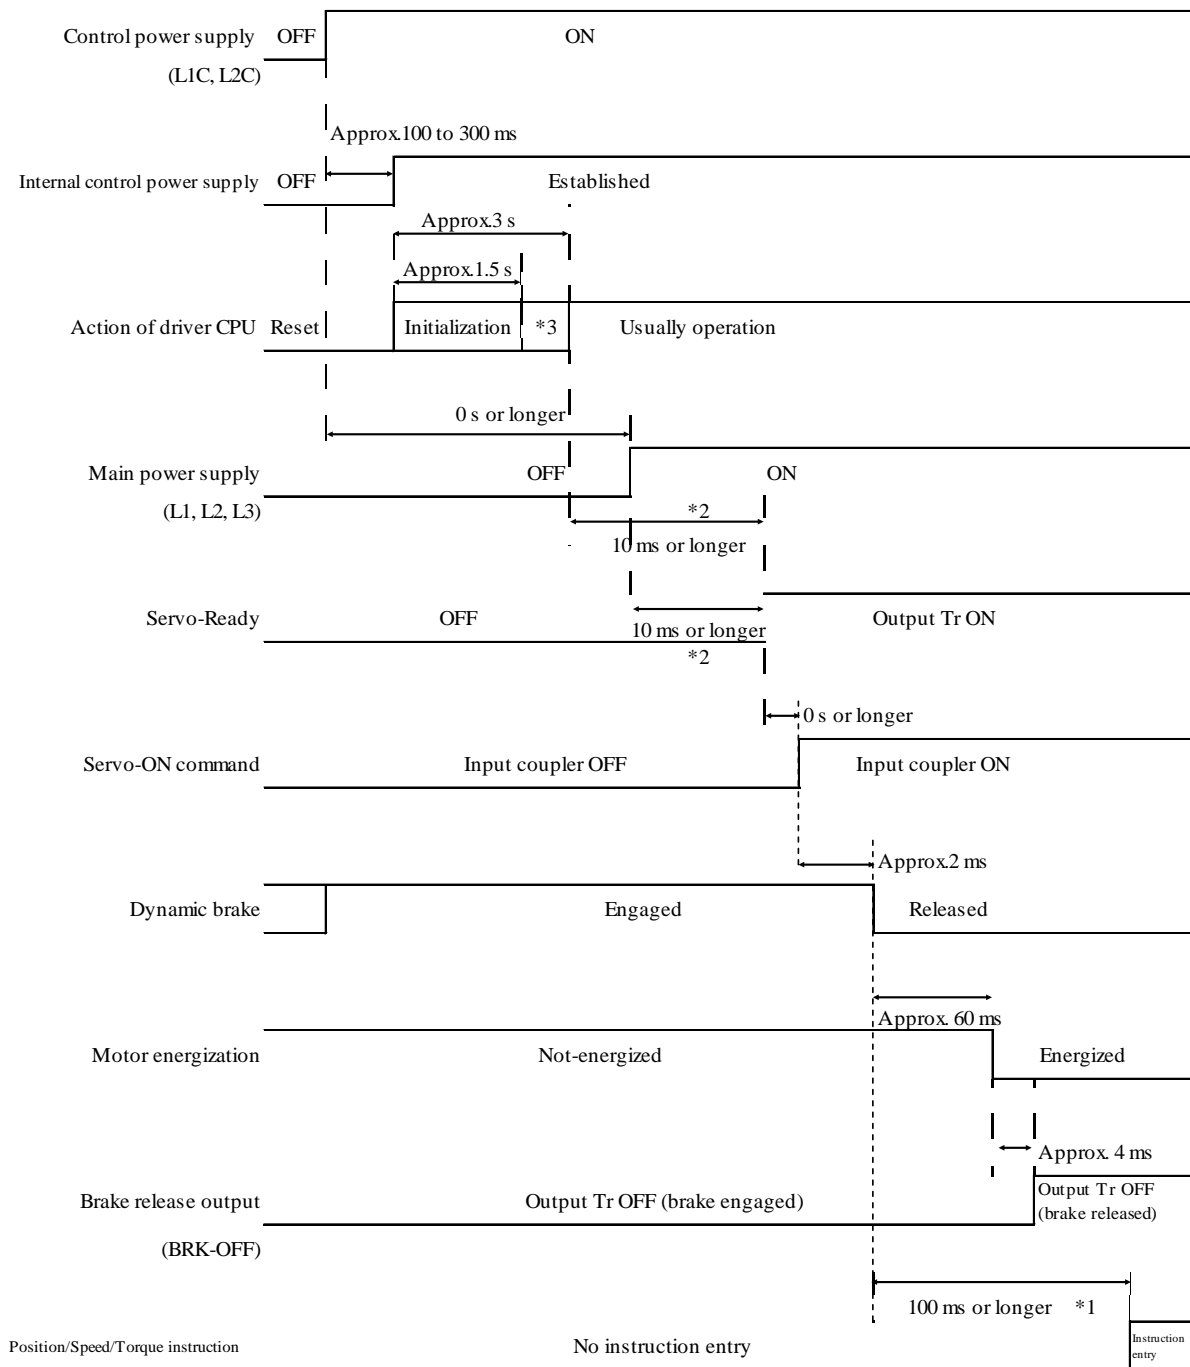 Control power supply OFF ON
(L1C, L2C)
Approx.100 to 300 ms
Internal control power supply OFF Established
Approx.3 s
Approx.1.5 s
Action of driver CPU Reset Initialization *3 Usually operation
0 s or longer
Main power supply OFF ON
(L1, L2, L3)
*2
10 ms or longer
Servo-Ready OFF Output Tr ON
10 ms or longer
*2
0 s or longer
Servo-ON command Input coupler OFF Input coupler ON
Approx.2 ms
Dynamic brake Engaged Released
Approx. 60 ms
Motor energization Not-energized Energized
Approx. 4 ms
Brake release output Output Tr OFF (brake engaged) Output Tr OFF
(brake released)
(BRK-OFF)
100 ms or longer *1
Position/Speed/Torque instruction No instruction entry Instruction
entry